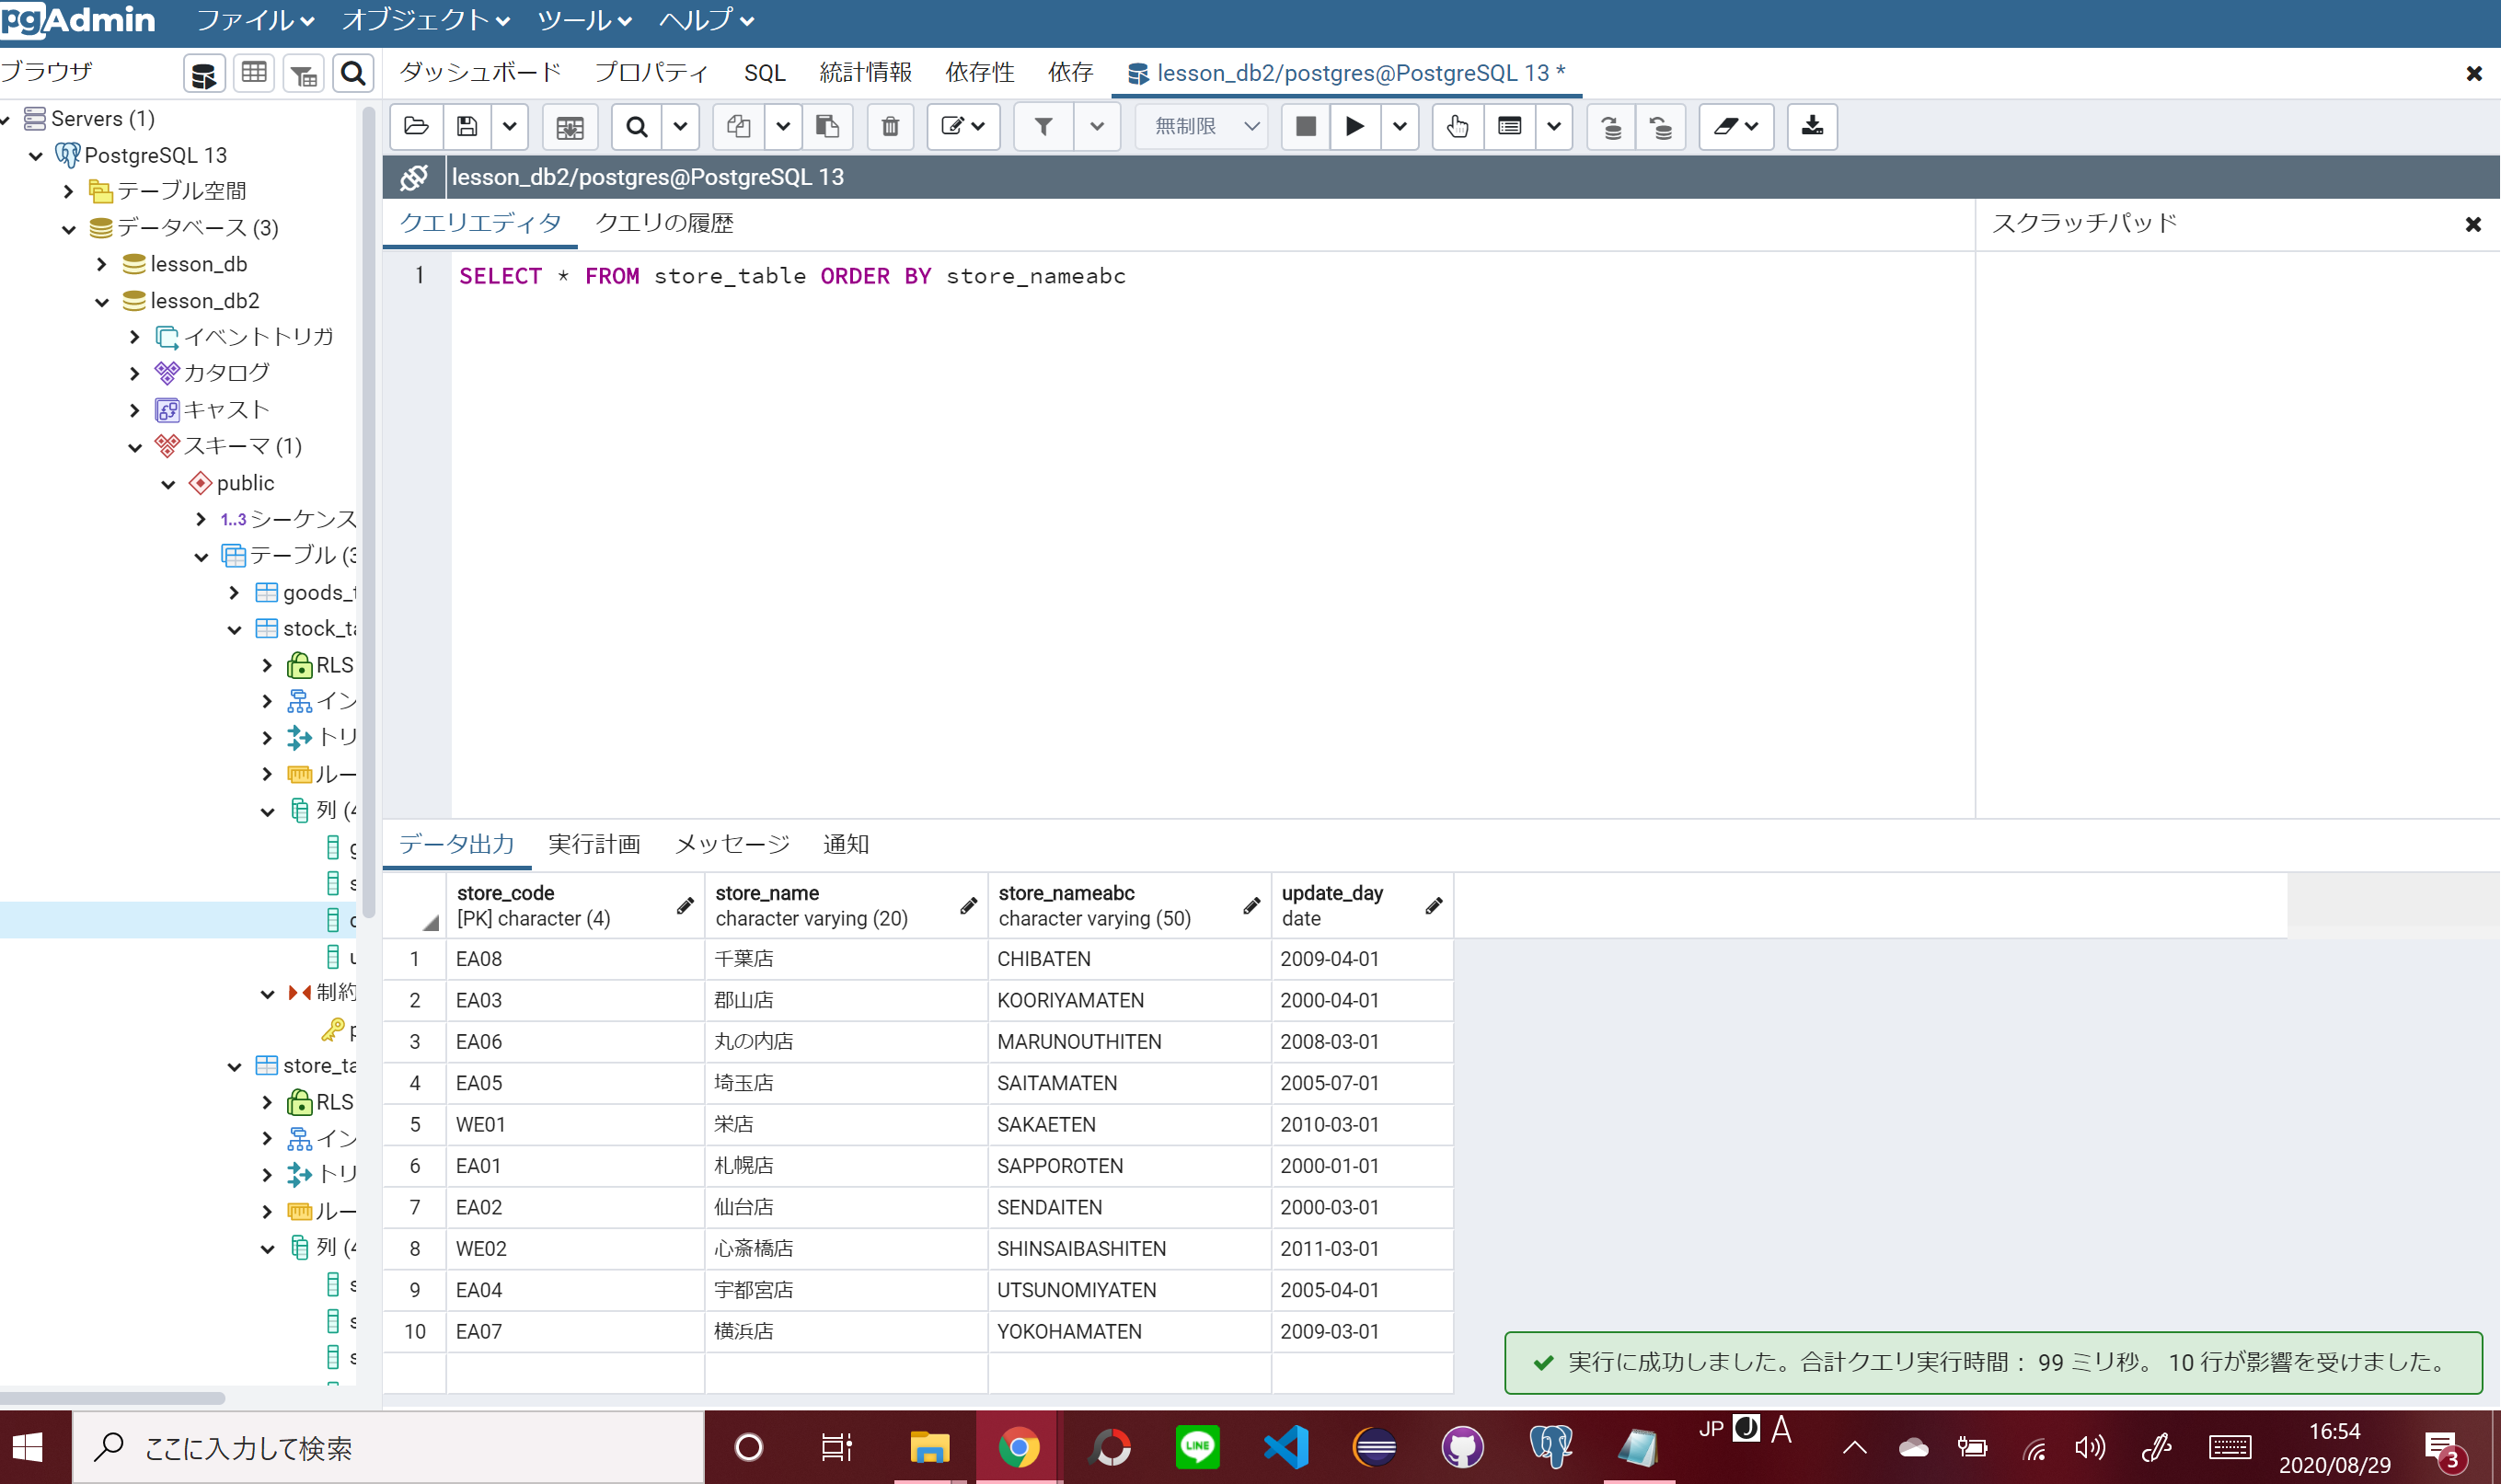 pgAdmin ファイル オブジェクト ツール ヘルプ
ブラウザ
ダッシュボード プロパティ SQL 統計情報 依存性 依存 lesson_db2/postgres@PostgreSQL 13 *
無制限
Servers (1)
PostgreSQL 13
テーブル空間
データベース (3)
lesson_db
lesson_db2
イベントトリガ
カタログ
キャスト
スキーマ (1)
public
1..3 シーケンス
テーブル (3
goods_t
stock_ta
RLS
イン
トリ
ルー
列 (4
g
s
c
u
制約
p
store_ta
RLS
イン
トリ
ルー
列 (4
s
s
s
lesson_db2/postgres@PostgreSQL 13
クエリエディタ クエリの履歴
スクラッチパッド
1 SELECT * FROM store_table ORDER BY store_nameabc
データ出力 実行計画 メッセージ 通知
store_code store_name store_nameabc update_day
[PK] character (4) character varying (20) character varying (50) date
1 EA08 千葉店 CHIBATEN 2009-04-01
2 EA03 郡山店 KOORIYAMATEN 2000-04-01
3 EA06 丸の内店 MARUNOUTHITEN 2008-03-01
4 EA05 埼玉店 SAITAMATEN 2005-07-01
5 WE01 栄店 SAKAETEN 2010-03-01
6 EA01 札幌店 SAPPOROTEN 2000-01-01
7 EA02 仙台店 SENDAITEN 2000-03-01
8 WE02 心斎橋店 SHINSAIBASHITEN 2011-03-01
9 EA04 宇都宮店 UTSUNOMIYATEN 2005-04-01
10 EA07 横浜店 YOKOHAMATEN 2009-03-01
実行に成功しました。合計クエリ実行時間： 99 ミリ秒。 10 行が影響を受けました。
ここに入力して検索
LINE
JP J A
16:54
2020/08/29
3